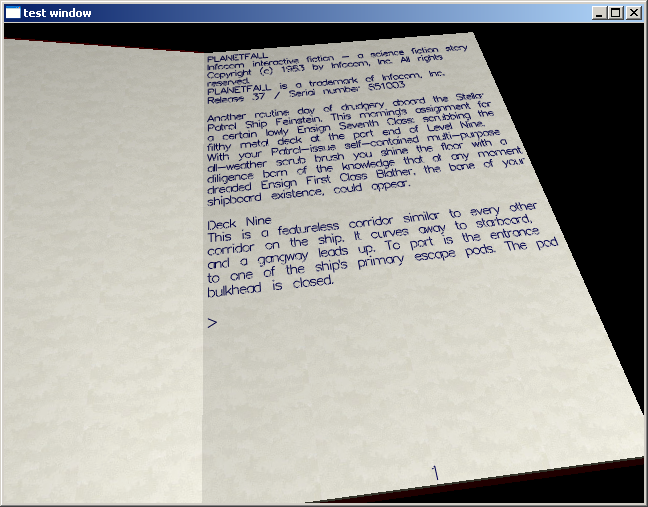 test window
PLANETFALL
Infocom interactive fiction - a science fiction story
Copyright (c) 1983 by Infocom, Inc. All rights
reserved.
PLANETFALL is a trademark of Infocom, Inc.
Release 37 / Serial number 851003
Another routine day of drudgery aboard the Stellar
Patrol Ship Feinstein. This morning's assignment for
a certain lowly Ensign Seventh Class: scrubbing the
filthy metal deck at the port end of Level Nine.
With your Patrol-issue self-contained multi-purpose
all-weather scrub brush you shine the floor with a
diligence born of the knowledge that at any moment
dreaded Ensign First Class Blather, the bane of your
shipboard existence, could appear.
Deck Nine
This is a featureless corridor similar to every other
corridor on the ship. It curves away to starboard,
and a gangway leads up. To port is the entrance
to one of the ship's primary escape pods. The pod
bulkhead is closed.
>
1